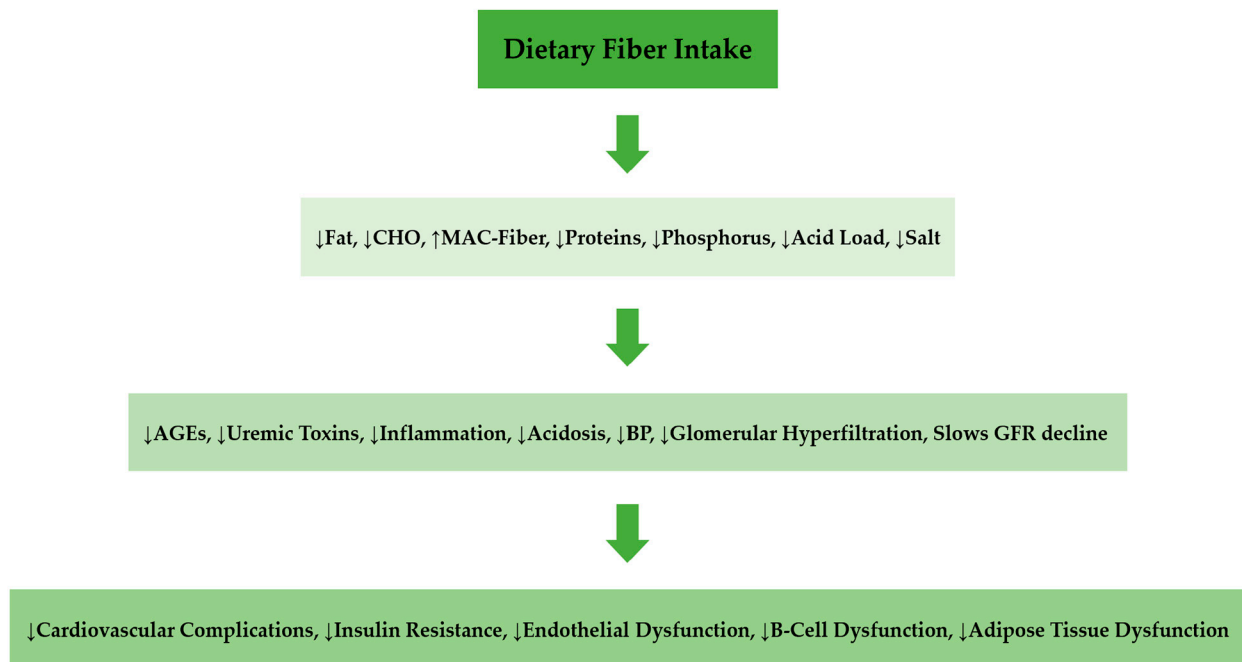 Dietary Fiber Intake
↓Fat, ↓CHO, ↑MAC-Fiber, ↓Proteins, ↓Phosphorus, ↓Acid Load, ↓Salt
↓AGEs, ↓Uremic Toxins, ↓Inflammation, ↓Acidosis, ↓BP, ↓Glomerular Hyperfiltration, Slows GFR decline
↓Cardiovascular Complications, ↓Insulin Resistance, ↓Endothelial Dysfunction, ↓B-Cell Dysfunction, ↓Adipose Tissue Dysfunction